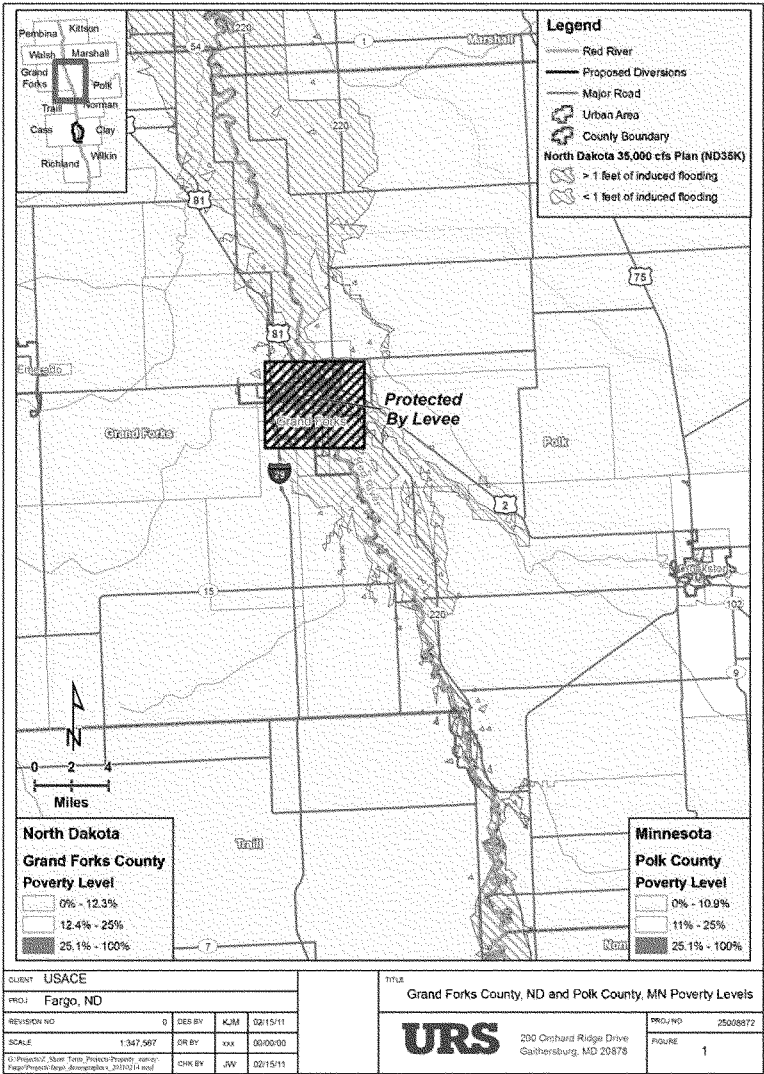 Pembina
Kittson
Walsh
Marshall
Grand
Forks
Polk
Traill
Norman
Cass
Clay
Richland
Wilkin
Legend
Red River
Proposed Diversions
Major Road
Urban Area
County Boundary
North Dakota 35,000 cfs Plan (ND35K)
> 1 feet of induced flooding
< 1 feet of induced flooding
220
54
1
Marshall
220
81
75
81
Emerado
Grand Forks
Protected
By Levee
Grand Forks
Polk
29
2
15
220
102
9
N
0 2 4
Miles
Traill
7
North Dakota
Grand Forks County
Poverty Level
0% - 12.3%
12.4% - 25%
25.1% - 100%
Minnesota
Polk County
Poverty Level
0% - 10.9%
11% - 25%
25.1% - 100%
CLIENT USACE
PROJ Fargo, ND
REVISION NO 0 DES BY KJM 02/15/11
SCALE 1:347,567 DR BY xxx 00/00/00
CHK BY JW 02/15/11
TITLE
Grand Forks County, ND and Polk County, MN Poverty Levels
URS
200 Orchard Ridge Drive
Gaithersburg, MD 20878
PROJ NO 25008872
FIGURE 1